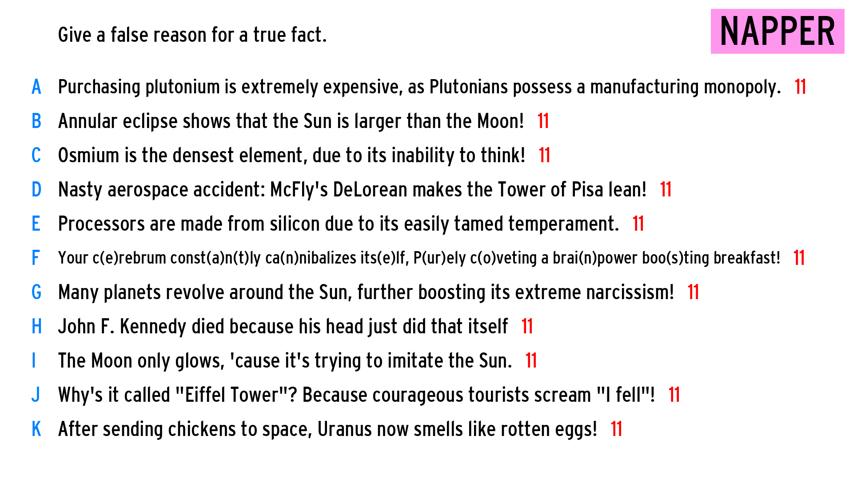 Give a false reason for a true fact.
NAPPER
A Purchasing plutonium is extremely expensive, as Plutonians possess a manufacturing monopoly. 11
B Annular eclipse shows that the Sun is larger than the Moon! 11
C Osmium is the densest element, due to its inability to think! 11
D Nasty aerospace accident: McFly's DeLorean makes the Tower of Pisa lean! 11
E Processors are made from silicon due to its easily tamed temperament. 11
F Your c(e)rebrum const(a)n(t)ly ca(n)nibalizes its(e)lf, P(ur)ely c(o)veting a brai(n)power boo(s)ting breakfast! 11
G Many planets revolve around the Sun, further boosting its extreme narcissism! 11
H John F. Kennedy died because his head just did that itself 11
I The Moon only glows, 'cause it's trying to imitate the Sun. 11
J Why's it called "Eiffel Tower"? Because courageous tourists scream "I fell"! 11
K After sending chickens to space, Uranus now smells like rotten eggs! 11